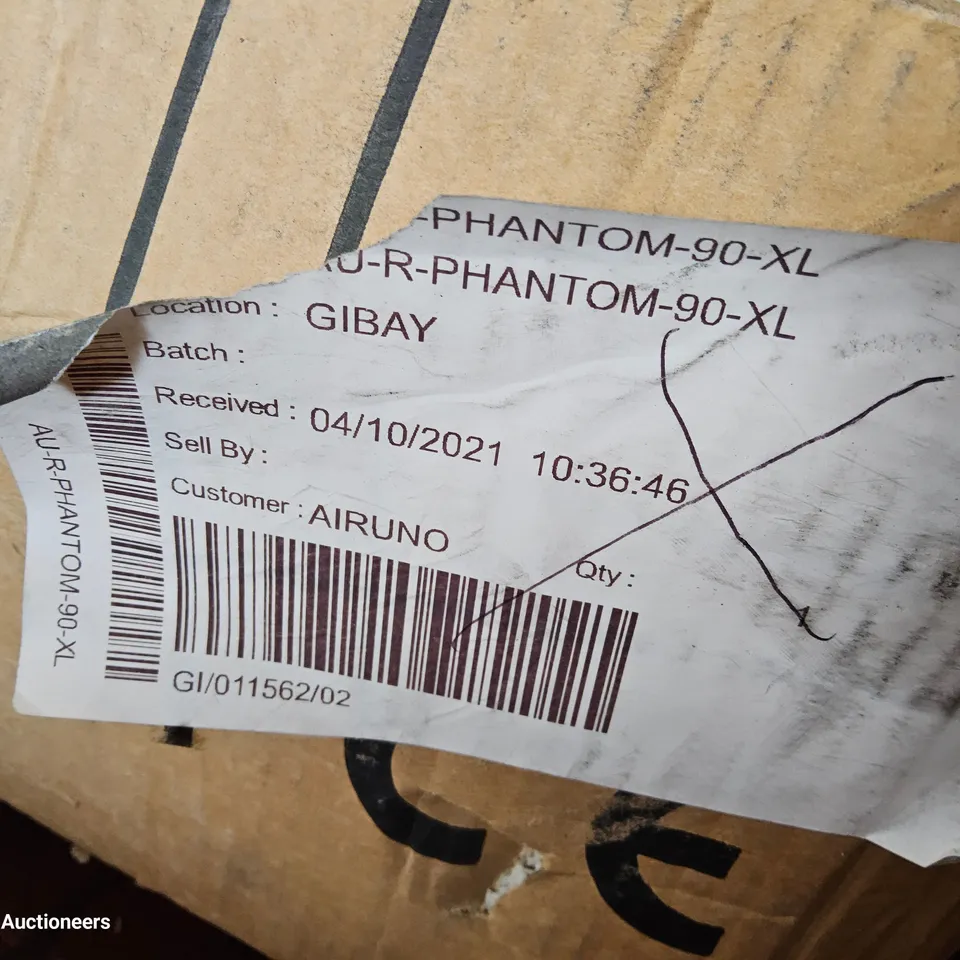 -PHANTOM-90-XL
AU-R-PHANTOM-90-XL
Location : GIBAY
Batch :
Received : 04/10/2021 10:36:46
Sell By :
Customer : AIRUNO
Qty :
GI/011562/02
AU-R-PHANTOM-90-XL
CE
Auctioneers